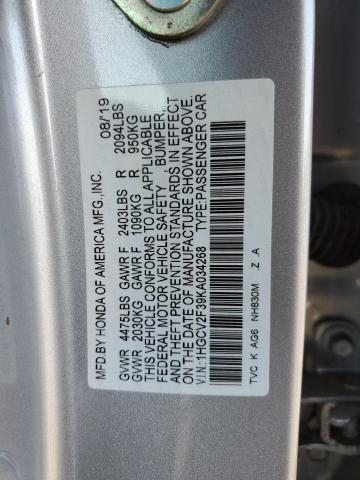 MFD.BY HONDA OF AMERICA MFG.,INC. 08/'19
GVWR 4475LBS GAWR F 2403LBS R 2094LBS
GVWR 2030KG GAWR F 1090KG R 950KG
THIS VEHICLE CONFORMS TO ALL APPLICABLE
FEDERAL MOTOR VEHICLE SAFETY, BUMPER,
AND THEFT PREVENTION STANDARDS IN EFFECT
ON THE DATE OF MANUFACTURE SHOWN ABOVE.
V.I.N.:1HGCV2F39KA034268 TYPE:PASSENGER CAR
TVC K AG6 NH830M .Z .A